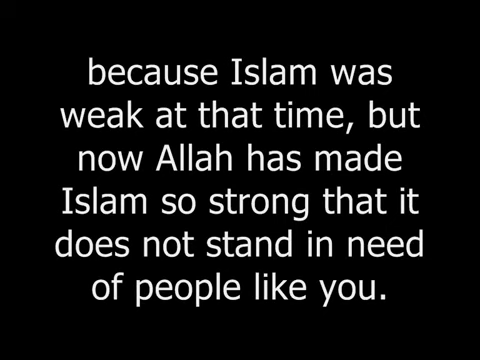 because Islam was
weak at that time, but
now Allah has made
Islam so strong that it
does not stand in need
of people like you.